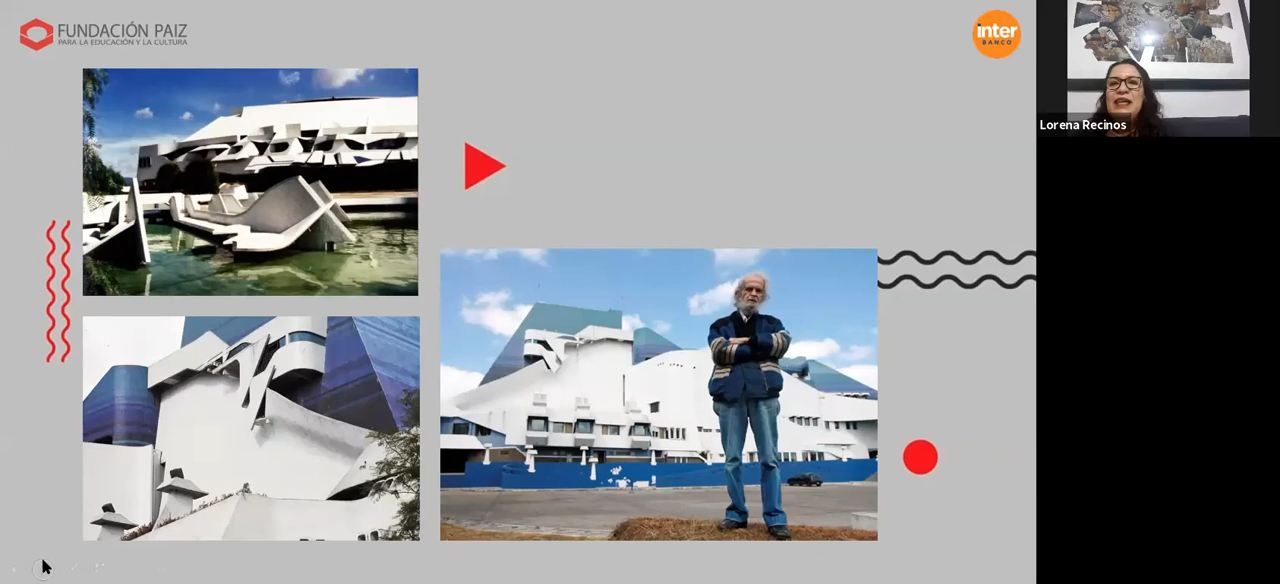 FUNDACIÓN PAIZ
PARA LA EDUCACIÓN Y LA CULTURA
inter
BANCO
Lorena Recinos